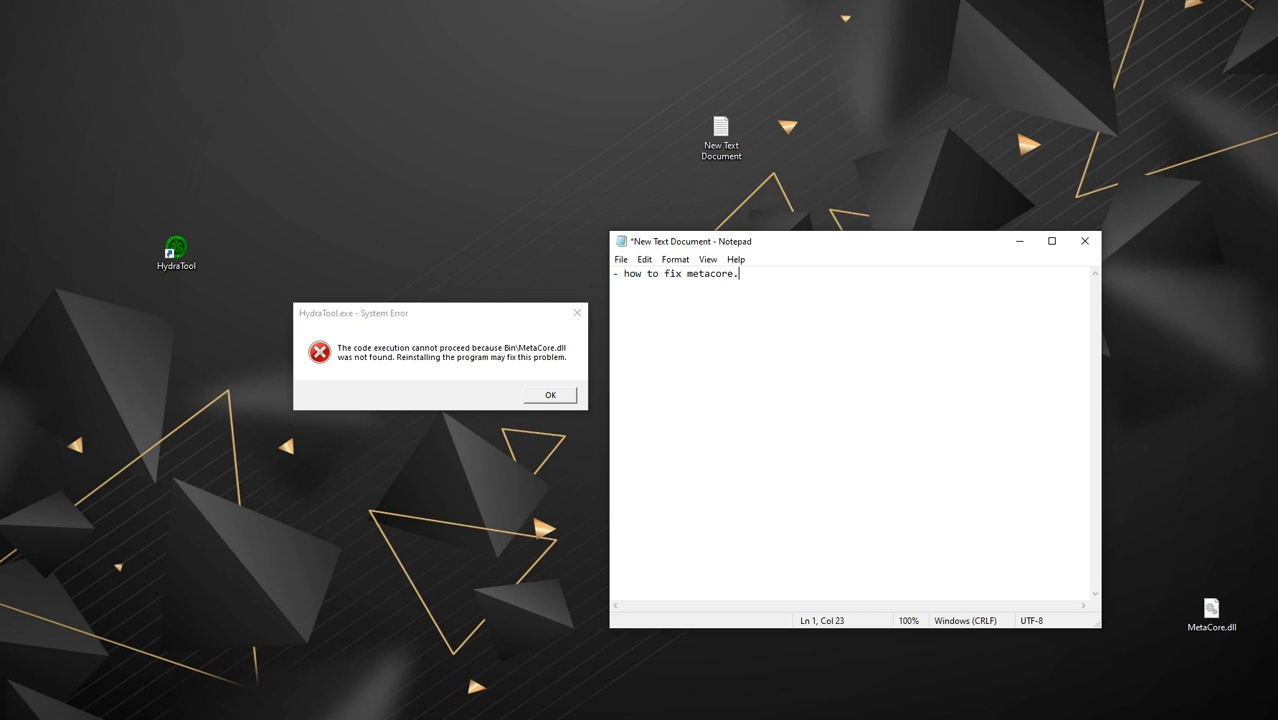 New Text
Document
HydraTool
*New Text Document - Notepad
File Edit Format View Help
- how to fix metacore.
HydraTool.exe - System Error
The code execution cannot proceed because Bin\MetaCore.dll
was not found. Reinstalling the program may fix this problem.
OK
Ln 1, Col 23 100% Windows (CRLF) UTF-8
MetaCore.dll